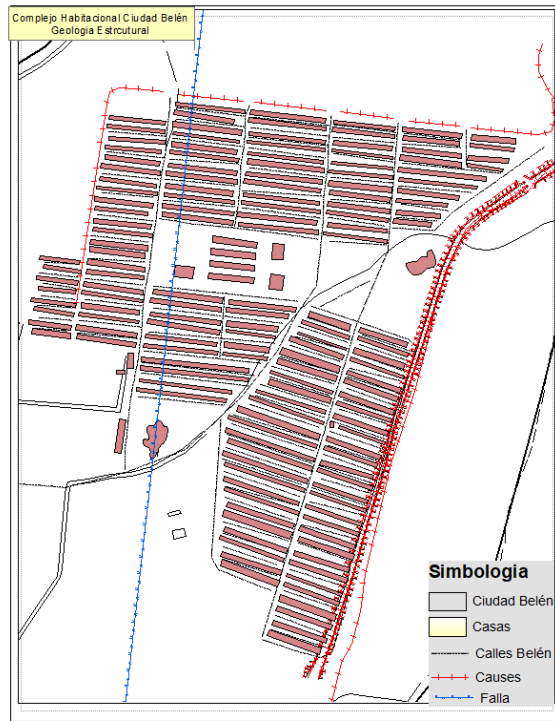 Complejo Habitacional Ciudad Belén
Geologia Estrcutural
Simbologia
Ciudad Belén
Casas
Calles Belén
Causes
Falla